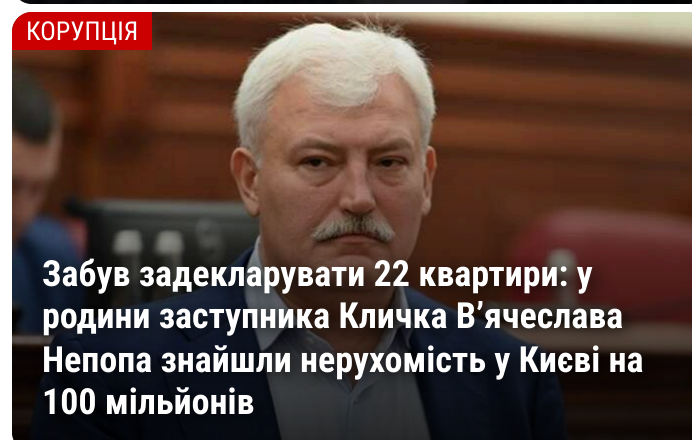 КОРУПЦІЯ
Забув задекларувати 22 квартири: у
родини заступника Кличка В’ячеслава
Непопа знайшли нерухомість у Києві на
100 мільйонів